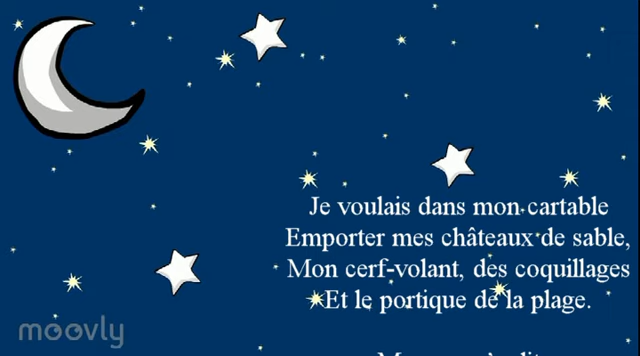 Je voulais dans mon cartable
Emporter mes châteaux de sable,
Mon cerf-volant, des coquillages
Et le portique de la plage.
moovly